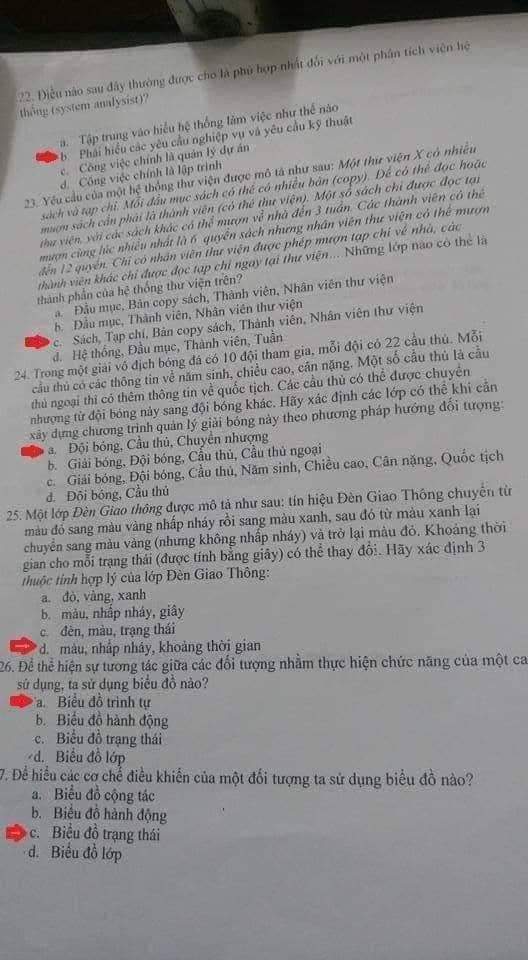 22. Điều nào sau đây thường được cho là phù hợp nhất đối với một phân tích viên hệ
thống (system analysist)?
a. Tập trung vào hiểu hệ thống làm việc như thế nào
b. Phải hiểu các yêu cầu nghiệp vụ và yêu cầu kỹ thuật
c. Công việc chính là quản lý dự án
d. Công việc chính là lập trình
23. Yêu cầu của một hệ thống thư viện được mô tả như sau: Một thư viện X có nhiều
sách và tạp chí. Mỗi đầu mục sách có thể có nhiều bản (copy). Để có thể đọc hoặc
mượn sách cần phải là thành viên (có thẻ thư viện). Một số sách chỉ được đọc tại
thư viện, với các sách khác có thể mượn về nhà đến 3 tuần. Các thành viên có thể
mượn cùng lúc nhiều nhất là 6 quyển sách nhưng nhân viên thư viện có thể mượn
đến 12 quyển. Chỉ có nhân viên thư viện được phép mượn tạp chí về nhà, các
thành viên khác chỉ được đọc tạp chí ngay tại thư viện... Những lớp nào có thể là
thành phần của hệ thống thư viện trên?
a. Đầu mục, Bản copy sách, Thành viên, Nhân viên thư viện
b. Đầu mục, Thành viên, Nhân viên thư viện
c. Sách, Tạp chí, Bản copy sách, Thành viên, Nhân viên thư viện
d. Hệ thống, Đầu mục, Thành viên, Tuần
24. Trong một giải vô địch bóng đá có 10 đội tham gia, mỗi đội có 22 cầu thủ. Mỗi
cầu thủ có các thông tin về năm sinh, chiều cao, cân nặng. Một số cầu thủ là cầu
thủ ngoại thì có thêm thông tin về quốc tịch. Các cầu thủ có thể được chuyển
nhượng từ đội bóng này sang đội bóng khác. Hãy xác định các lớp có thể khi cần
xây dựng chương trình quản lý giải bóng này theo phương pháp hướng đối tượng:
a. Đội bóng, Cầu thủ, Chuyển nhượng
b. Giải bóng, Đội bóng, Cầu thủ, Cầu thủ ngoại
c. Giải bóng, Đội bóng, Cầu thủ, Năm sinh, Chiều cao, Cân nặng, Quốc tịch
d. Đội bóng, Cầu thủ
25. Một lớp Đèn Giao thông được mô tả như sau: tín hiệu Đèn Giao Thông chuyển từ
màu đỏ sang màu vàng nhấp nháy rồi sang màu xanh, sau đó từ màu xanh lại
chuyển sang màu vàng (nhưng không nhấp nháy) và trở lại màu đỏ. Khoảng thời
gian cho mỗi trạng thái (được tính bằng giây) có thể thay đổi. Hãy xác định 3
thuộc tính hợp lý của lớp Đèn Giao Thông:
a. đỏ, vàng, xanh
b. màu, nhấp nháy, giây
c. đèn, màu, trạng thái
d. màu, nhấp nháy, khoảng thời gian
26. Để thể hiện sự tương tác giữa các đối tượng nhằm thực hiện chức năng của một ca
sử dụng, ta sử dụng biểu đồ nào?
a. Biểu đồ trình tự
b. Biểu đồ hành động
c. Biểu đồ trạng thái
d. Biểu đồ lớp
7. Để hiểu các cơ chế điều khiển của một đối tượng ta sử dụng biểu đồ nào?
a. Biểu đồ cộng tác
b. Biểu đồ hành động
c. Biểu đồ trạng thái
d. Biểu đồ lớp